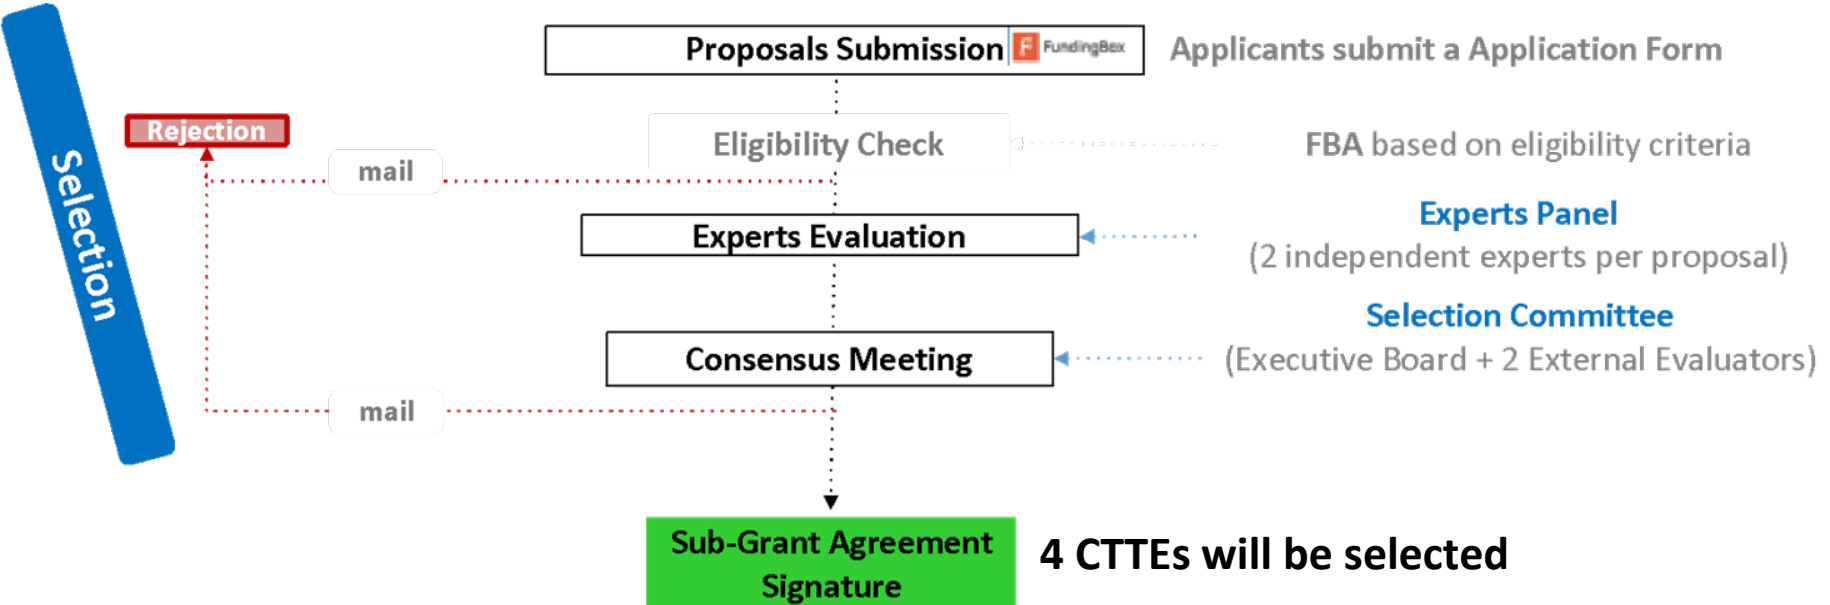 Proposals Submission
FundingBox
Applicants submit a Application Form
Selection
Rejection
Eligibility Check
FBA based on eligibility criteria
mail
Experts Evaluation
Experts Panel
(2 independent experts per proposal)
Consensus Meeting
Selection Committee
(Executive Board + 2 External Evaluators)
mail
Sub-Grant Agreement
Signature
4 CTTEs will be selected